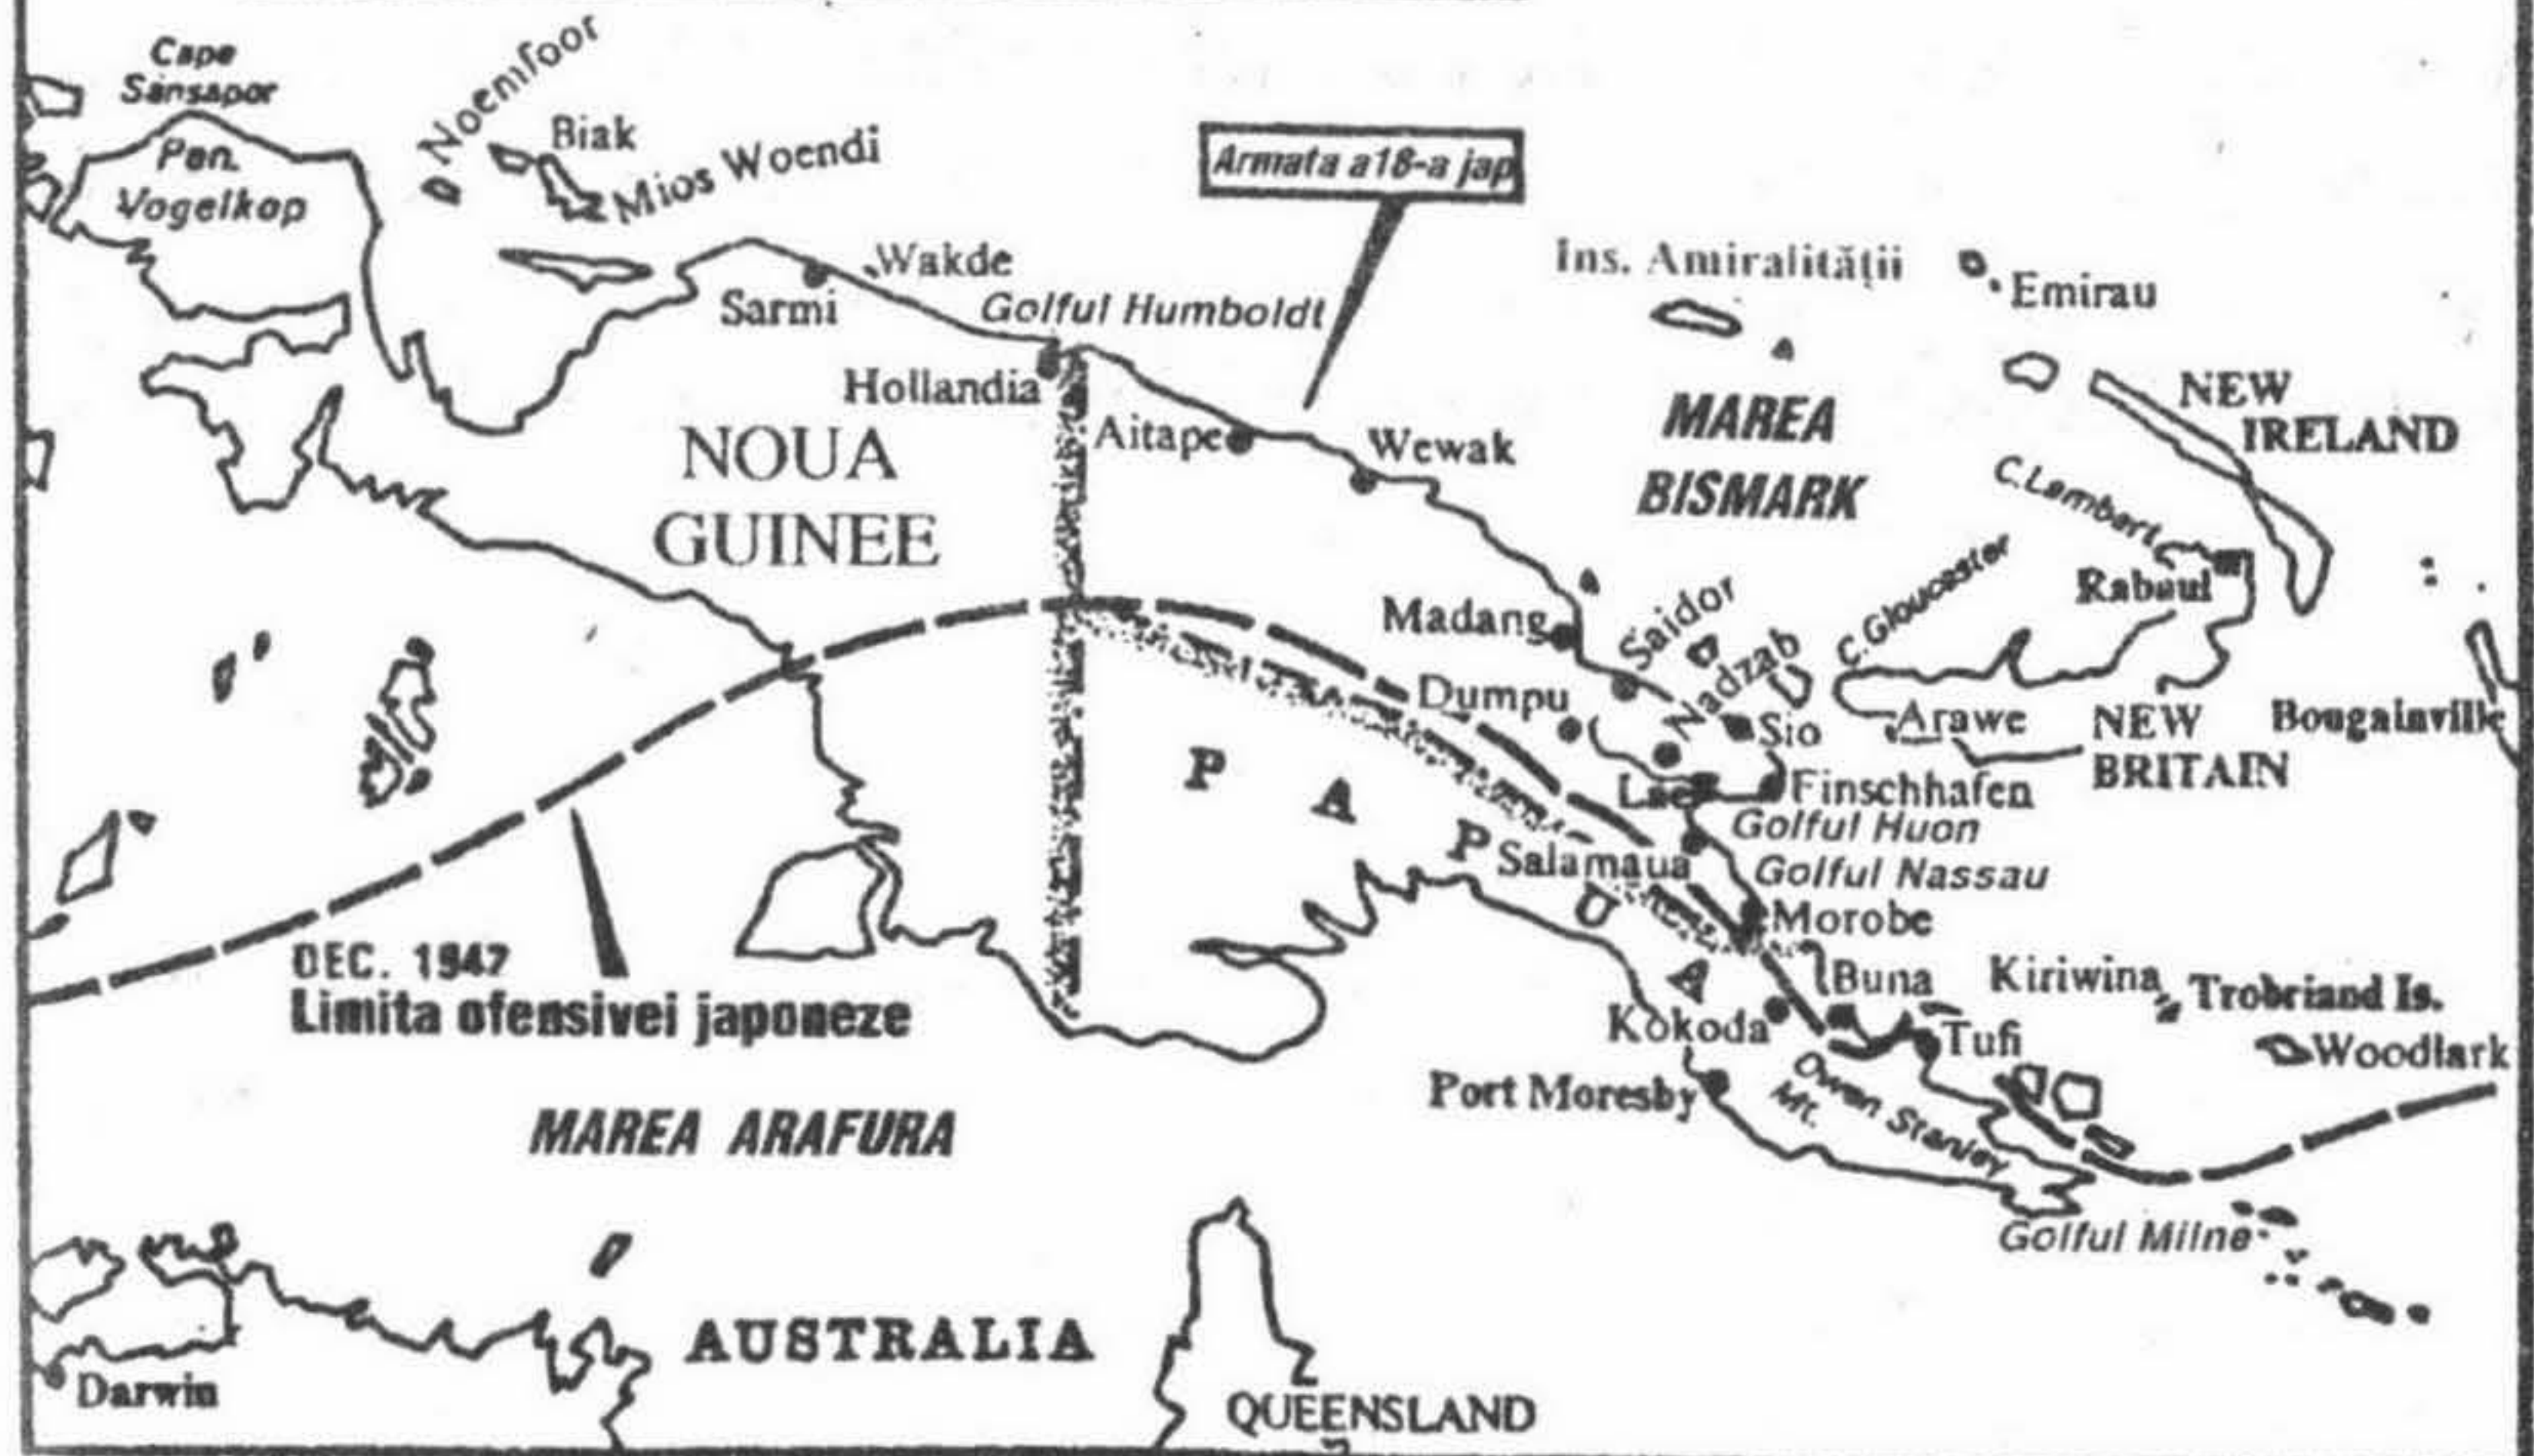 Cape
Sansapor
Noemfoor
Pen.
Vogelkop
Biak
Mios Woendi
Armata a18-a jap
Wakde
Sarmi
Golful Humboldt
Ins. Amiralității
Emirau
Hollandia
NOUA
GUINEE
Aitape
Wewak
MAREA
BISMARK
NEW
IRELAND
C.Lambart
Rabaul
C.Gloucester
Madang
Saidor
Nadzab
Dumpu
Sio
Arawe
NEW
BRITAIN
Bougainville
Lae
Finschhafen
Golful Huon
PAPUA
Salamaua
Golful Nassau
Morobe
DEC. 1942
Limita ofensivei japoneze
Buna
Kiriwina
Trobriand Is.
Kokoda
Tufi
Woodlark
Port Moresby
Owen Stanley
Mt.
MAREA ARAFURA
Golful Milne
AUSTRALIA
Darwin
QUEENSLAND